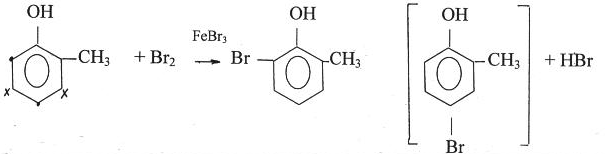 OH
CH₃
x x
+ Br₂
FeBr₃
OH
Br
CH₃
OH
CH₃
Br
+ HBr